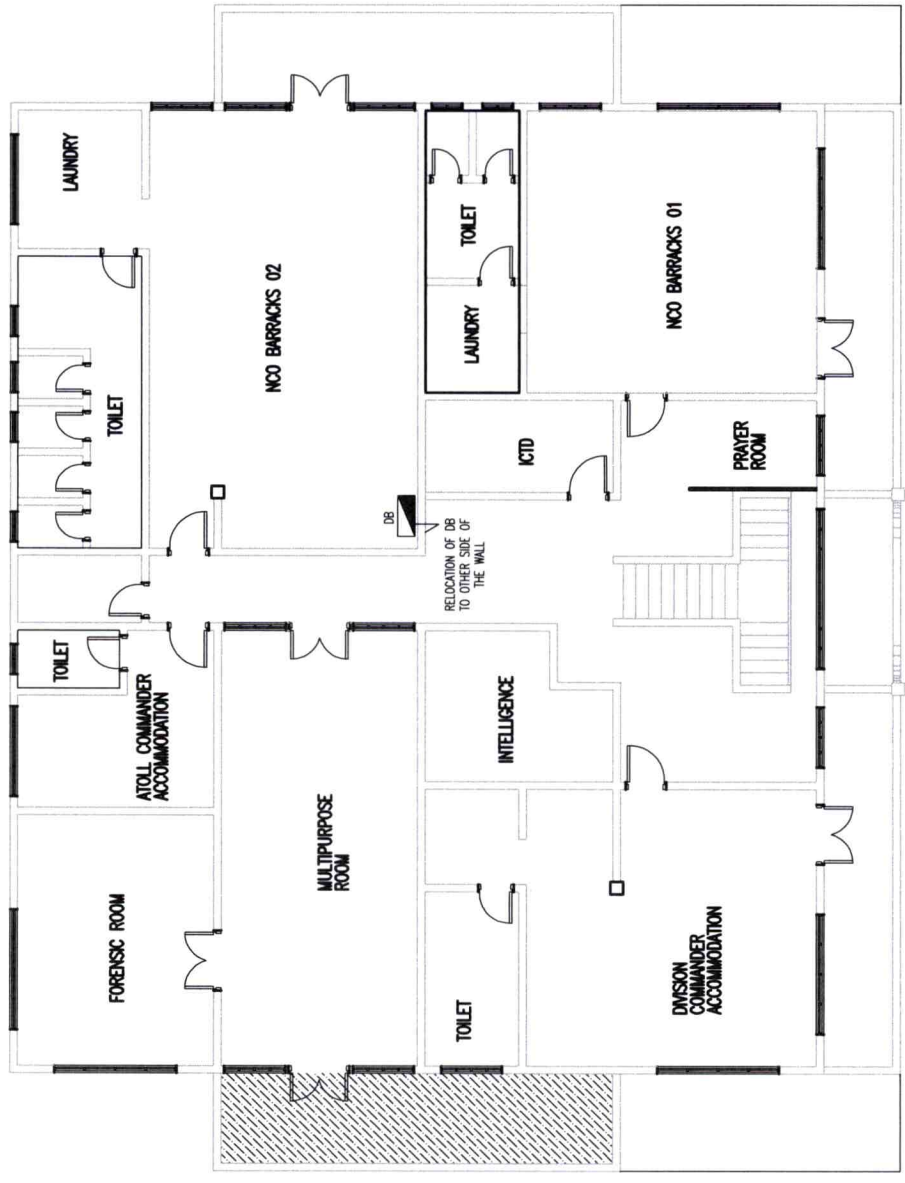 TOILET
LAUNDRY
FORENSIC ROOM
TOILET
ATOLL COMMANDER
ACCOMMODATION
NCO BARRACKS 02
MULTIPURPOSE
ROOM
DB
RELOCATION OF DB
TO OTHER SIDE OF
THE WALL
TOILET
LAUNDRY
TOILET
INTELLIGENCE
ICTD
DIVISION
COMMANDER
ACCOMMODATION
NCO BARRACKS 01
PRAYER
ROOM